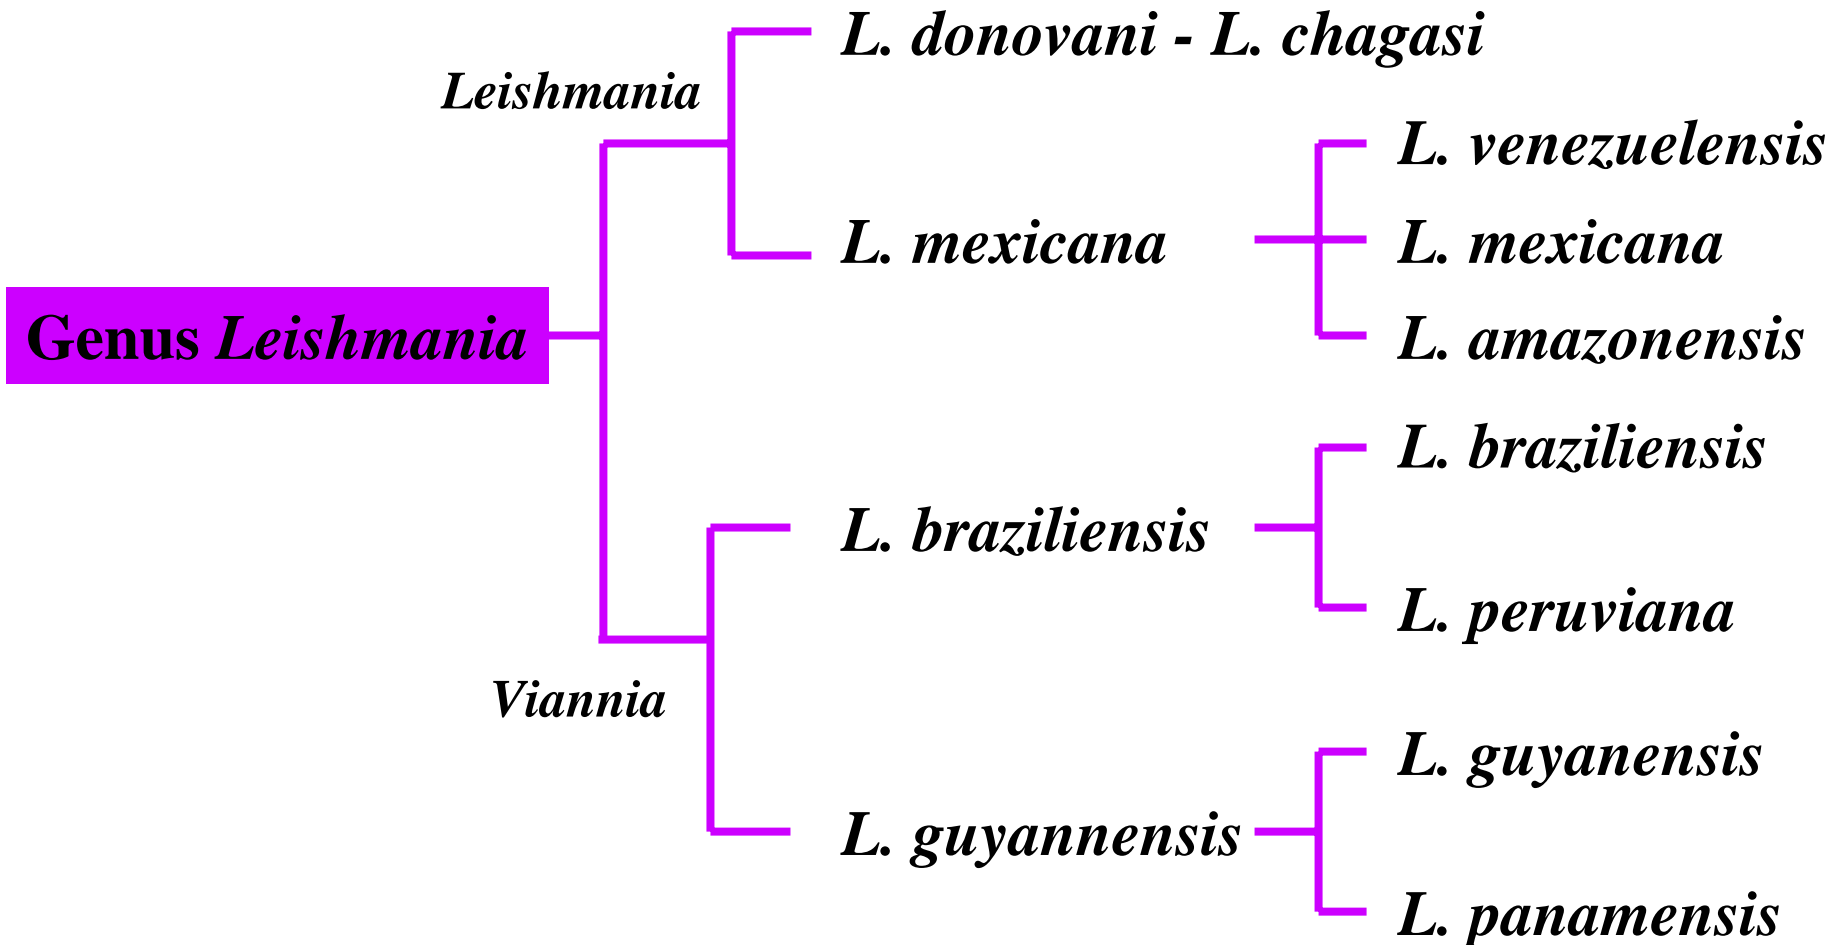 L. donovani - L. chagasi
Leishmania
L. venezuelensis
L. mexicana
L. mexicana
Genus Leishmania
L. amazonensis
L. braziliensis
L. braziliensis
L. peruviana
Viannia
L. guyanensis
L. guyannensis
L. panamensis